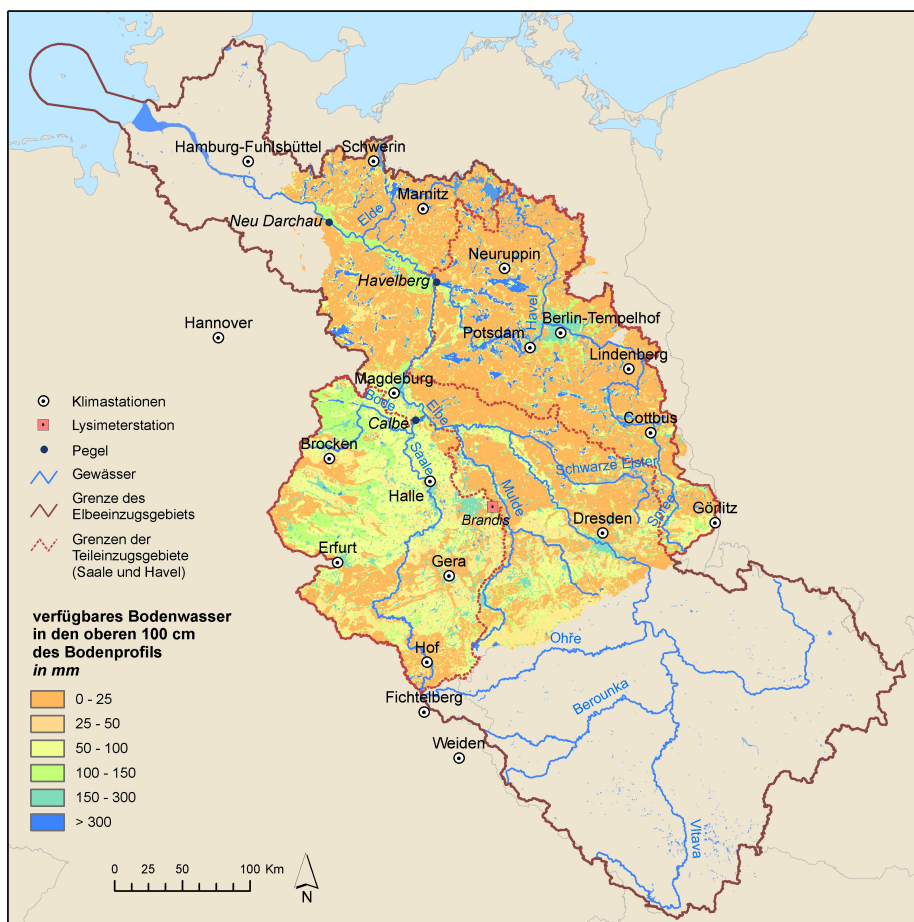 Hamburg-Fuhlsbüttel
Schwerin
Marnitz
Elde
Neu Darchau
Neuruppin
Havelberg
Havel
Hannover
Berlin-Tempelhof
Potsdam
Lindenberg
Magdeburg
Bode
Elbe
Calbe
Cottbus
Brocken
Saale
Schwarze Elster
Halle
Mulde
Spree
Görlitz
Brandis
Dresden
Erfurt
Gera
Hof
Ohře
Fichtelberg
Berounka
Weiden
Vltava
Klimastationen
Lysimeterstation
Pegel
Gewässer
Grenze des
Elbeeinzugsgebiets
Grenzen der
Teileinzugsgebiete
(Saale und Havel)
verfügbares Bodenwasser
in den oberen 100 cm
des Bodenprofils
in mm
0 - 25
25 - 50
50 - 100
100 - 150
150 - 300
> 300
0 25 50 100 Km
N